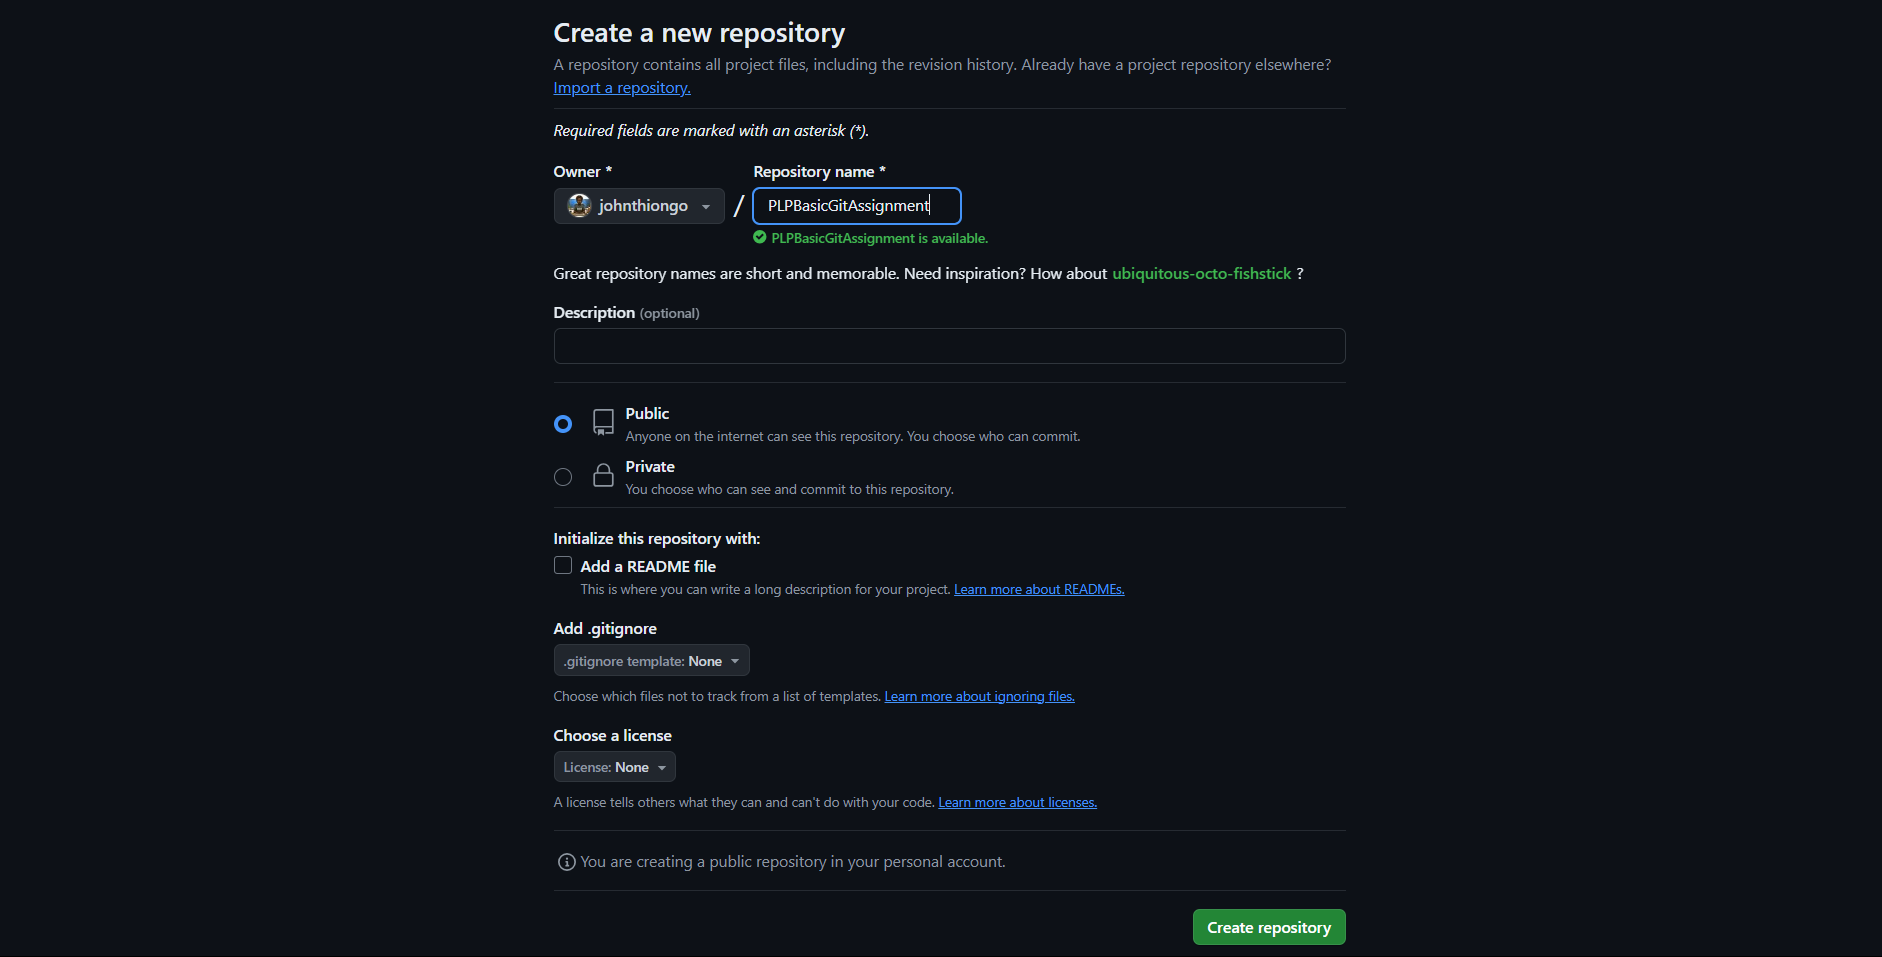 Create a new repository
A repository contains all project files, including the revision history. Already have a project repository elsewhere?
Import a repository.
Required fields are marked with an asterisk (*).
Owner * Repository name *
johnthiongo / PLPBasicGitAssignment
PLPBasicGitAssignment is available.
Great repository names are short and memorable. Need inspiration? How about ubiquitous-octo-fishstick ?
Description (optional)
Public
Anyone on the internet can see this repository. You choose who can commit.
Private
You choose who can see and commit to this repository.
Initialize this repository with:
Add a README file
This is where you can write a long description for your project. Learn more about READMEs.
Add .gitignore
.gitignore template: None
Choose which files not to track from a list of templates. Learn more about ignoring files.
Choose a license
License: None
A license tells others what they can and can't do with your code. Learn more about licenses.
You are creating a public repository in your personal account.
Create repository